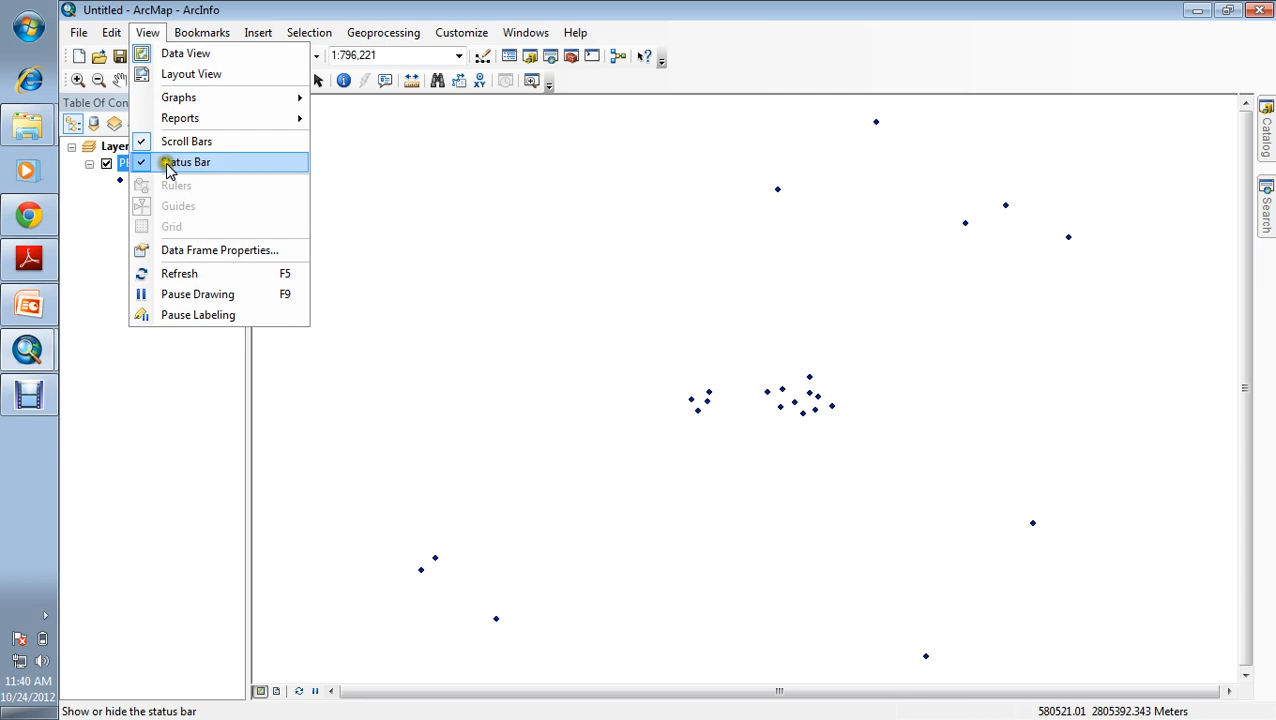 Untitled - ArcMap - ArcInfo
File Edit View Bookmarks Insert Selection Geoprocessing Customize Windows Help
1:796,221
Table Of Con
Layer
Data View
Layout View
Graphs
Reports
Scroll Bars
Status Bar
Rulers
Guides
Grid
Data Frame Properties...
Refresh F5
Pause Drawing F9
Pause Labeling
Catalog
Search
11:40 AM
10/24/2012
Show or hide the status bar
580521.01 2805392.343 Meters